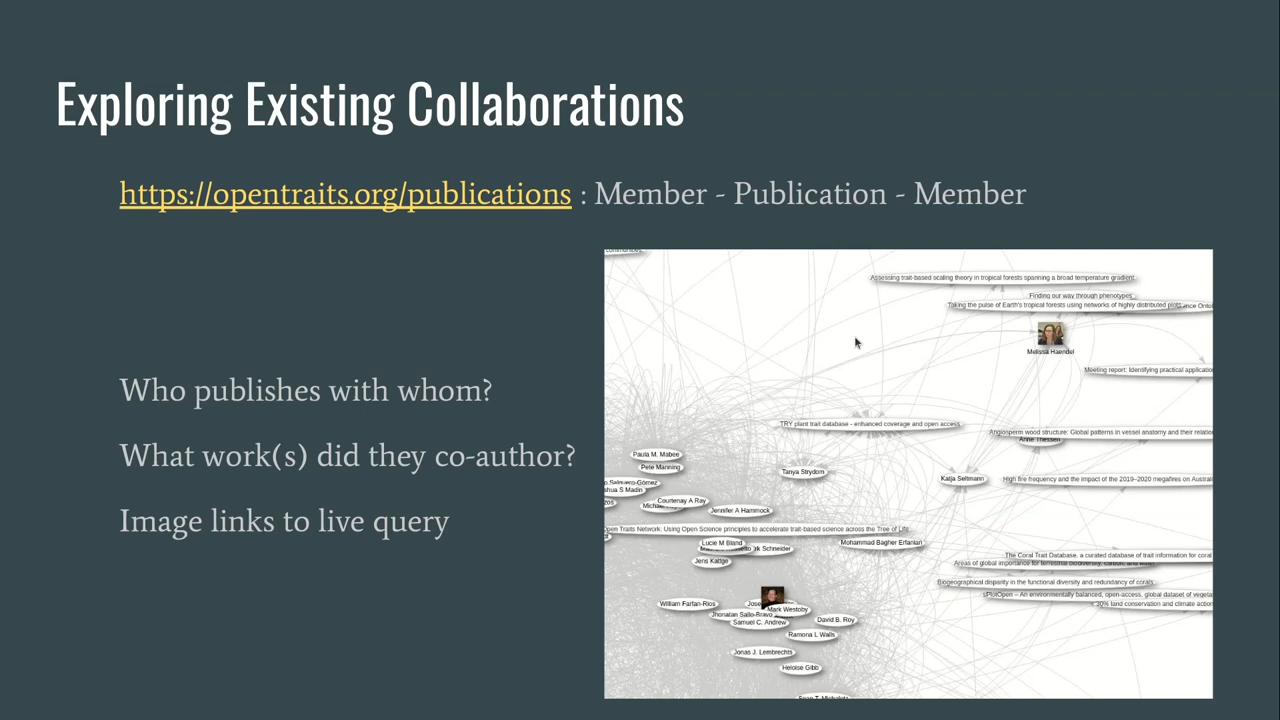 Exploring Existing Collaborations
https://opentraits.org/publications : Member - Publication - Member
Who publishes with whom?
What work(s) did they co-author?
Image links to live query
communities.
Assessing trait-based scaling theory in tropical forests spanning a broad temperature gradient.
Finding our way through phenotypes.
Taking the pulse of Earth's tropical forests using networks of highly distributed plots
Melissa Haendel
Meeting report: Identifying practical application
TRY plant trait database - enhanced coverage and open access.
Angiosperm wood structure: Global patterns in vessel anatomy and their relation
Anne Thessen
Paula M. Mabee
Pete Manning
Tanya Strydom
Katja Seltmann
High fire frequency and the impact of the 2019–2020 megafires on Australi
Courtenay A Ray
Jennifer A Hammock
Open Traits Network: Using Open Science principles to accelerate trait-based science across the Tree of Life.
Lucie M Bland
Schneider
Mohammad Bagher Erfanian
Jens Kattge
The Coral Trait Database, a curated database of trait information for coral
Areas of global importance for terrestrial biodiversity, carbon, and water
Biogeographical disparity in the functional diversity and redundancy of corals.
sPlotOpen – An environmentally balanced, open-access, global dataset of vegeta
30% land conservation and climate action
William Farfan-Rios
Mark Westoby
Jhonatan Sallo-Bravo
Samuel C. Andrew
David B. Roy
Ramona L Walls
Jonas J. Lembrechts
Heloise Gibb
Sean T. Michaletz